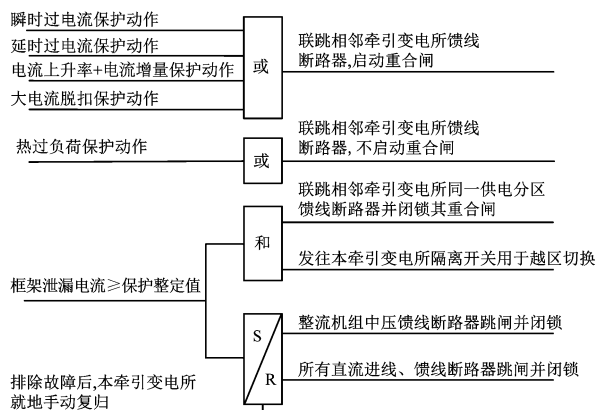 瞬时过电流保护动作
延时过电流保护动作
电流上升率+电流增量保护动作
大电流脱扣保护动作
或
联跳相邻牵引变电所馈线
断路器,启动重合闸
热过负荷保护动作
或
联跳相邻牵引变电所馈线
断路器, 不启动重合闸
框架泄漏电流≥保护整定值
和
联跳相邻牵引变电所同一供电分区
馈线断路器并闭锁其重合闸
发往本牵引变电所隔离开关用于越区切换
S
R
整流机组中压馈线断路器跳闸并闭锁
所有直流进线、馈线断路器跳闸并闭锁
排除故障后,本牵引变电所
就地手动复归